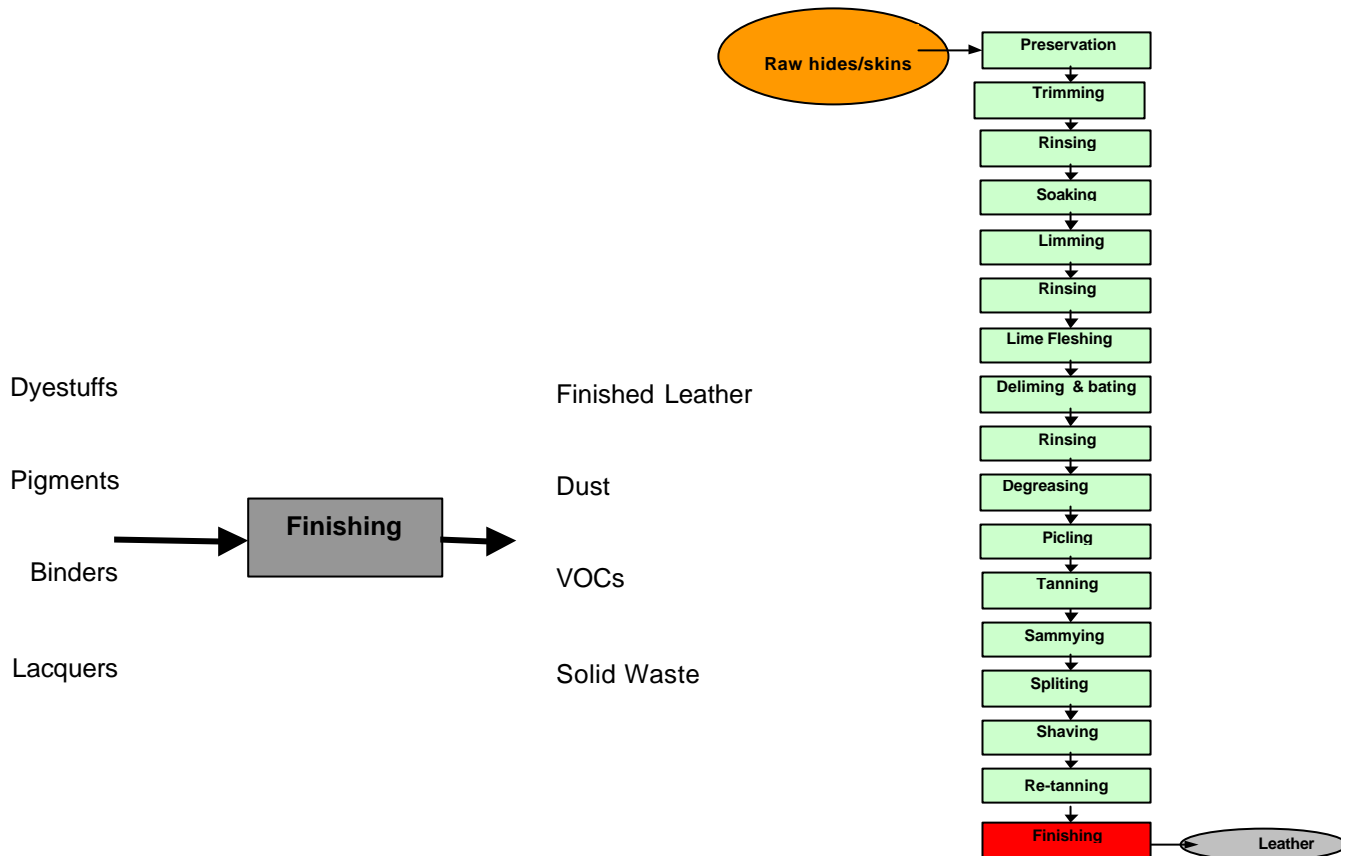 Dyestuffs
Pigments
Binders
Lacquers
Finishing
Finished Leather
Dust
VOCs
Solid Waste
Raw hides/skins
Preservation
Trimming
Rinsing
Soaking
Limming
Rinsing
Lime Fleshing
Deliming & bating
Rinsing
Degreasing
Picling
Tanning
Sammying
Spliting
Shaving
Re-tanning
Finishing
Leather